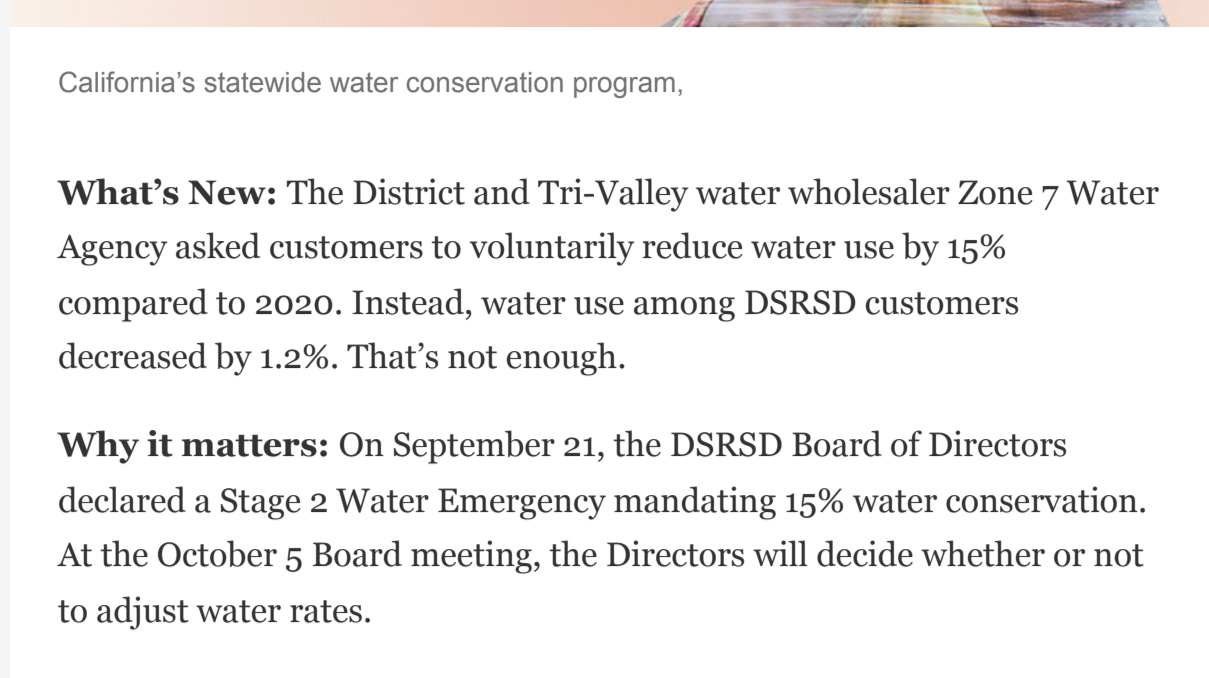 California’s statewide water conservation program,
What’s New: The District and Tri-Valley water wholesaler Zone 7 Water
Agency asked customers to voluntarily reduce water use by 15%
compared to 2020. Instead, water use among DSRSD customers
decreased by 1.2%. That’s not enough.
Why it matters: On September 21, the DSRSD Board of Directors
declared a Stage 2 Water Emergency mandating 15% water conservation.
At the October 5 Board meeting, the Directors will decide whether or not
to adjust water rates.